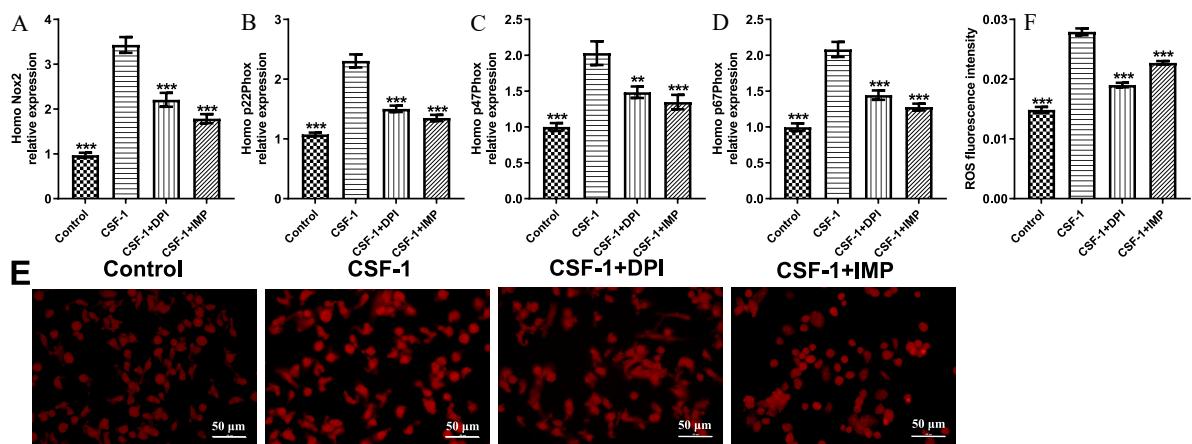 A
Homo Nox2
relative expression
4
3
2
1
0
***
***
***
Control
CSF-1
CSF-1+DPI
CSF-1+IMP
B
Homo p22Phox
relative expression
3
2
1
0
***
***
***
Control
CSF-1
CSF-1+DPI
CSF-1+IMP
C
Homo p47Phox
relative expression
2.5
2.0
1.5
1.0
0.5
0.0
***
**
***
Control
CSF-1
CSF-1+DPI
CSF-1+IMP
D
Homo p67Phox
relative expression
2.5
2.0
1.5
1.0
0.5
0.0
***
***
***
Control
CSF-1
CSF-1+DPI
CSF-1+IMP
F
ROS fluorescence intensity
0.03
0.02
0.01
0.00
***
***
***
Control
CSF-1
CSF-1+DPI
CSF-1+IMP
E
Control
CSF-1
CSF-1+DPI
CSF-1+IMP
50 μm
50 μm
50 μm
50 μm